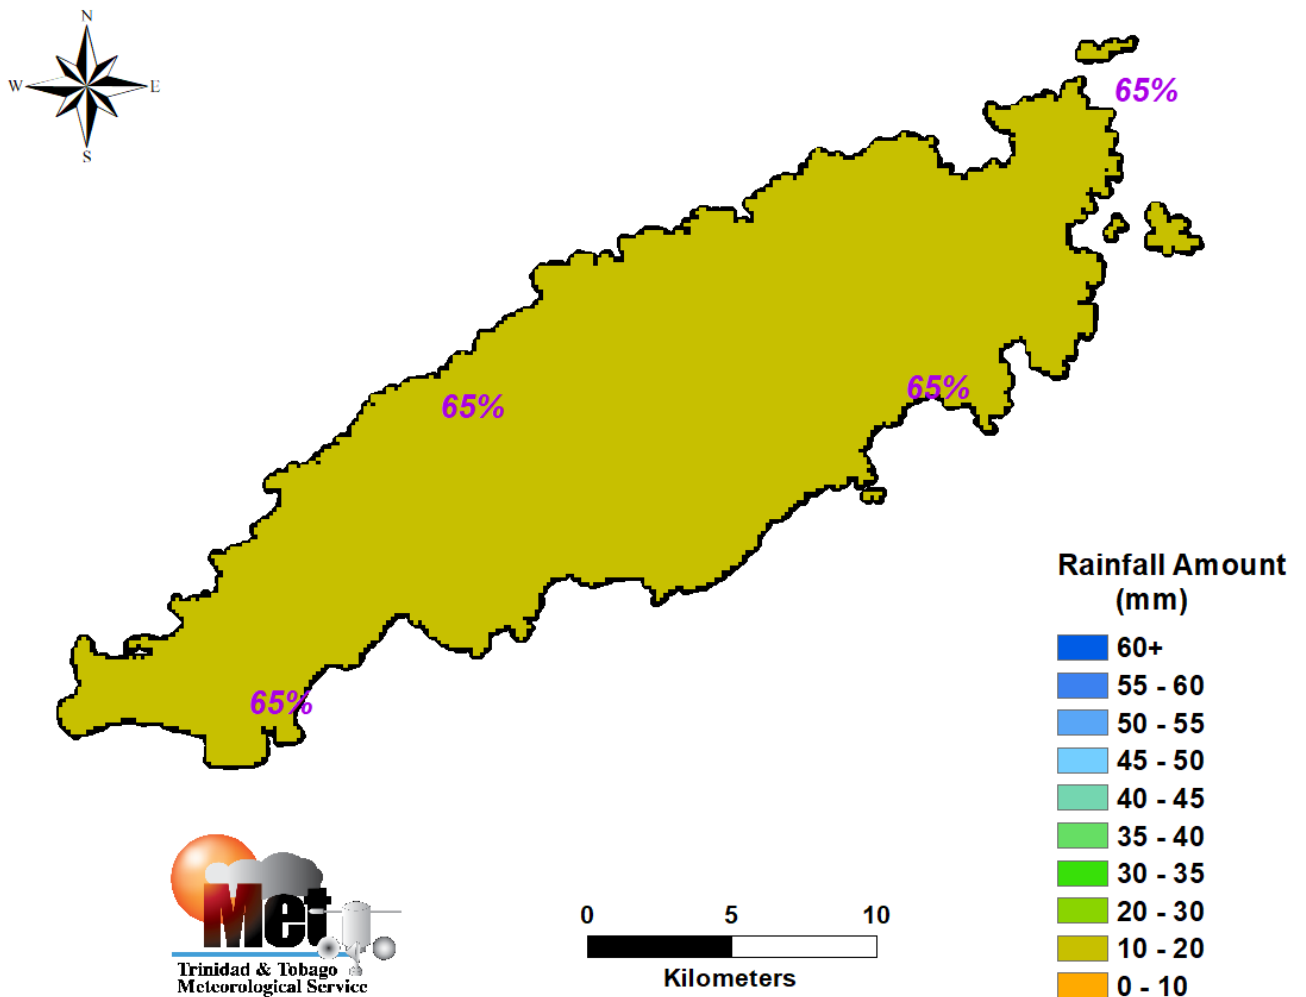 N
W E
S
65%
65%
65%
65%
Rainfall Amount
(mm)
60+
55 - 60
50 - 55
45 - 50
40 - 45
35 - 40
30 - 35
20 - 30
10 - 20
0 - 10
0 5 10
Kilometers
Met
Trinidad & Tobago
Meteorological Service